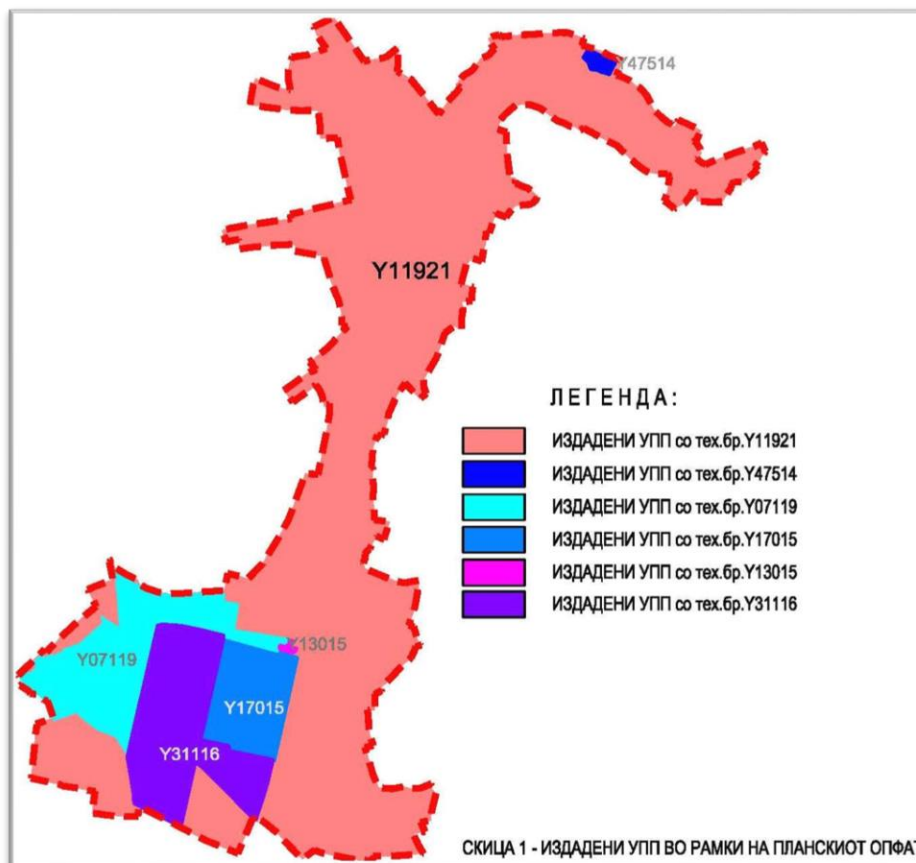 Y47514
Y11921
ЛЕГЕНДА:
ИЗДАДЕНИ УПП со тех.бр.Y11921
ИЗДАДЕНИ УПП со тех.бр.Y47514
ИЗДАДЕНИ УПП со тех.бр.Y07119
ИЗДАДЕНИ УПП со тех.бр.Y17015
ИЗДАДЕНИ УПП со тех.бр.Y13015
ИЗДАДЕНИ УПП со тех.бр.Y31116
Y13015
Y07119
Y17015
Y31116
СКИЦА 1 - ИЗДАДЕНИ УПП ВО РАМКИ НА ПЛАНСКИОТ ОПФАТ